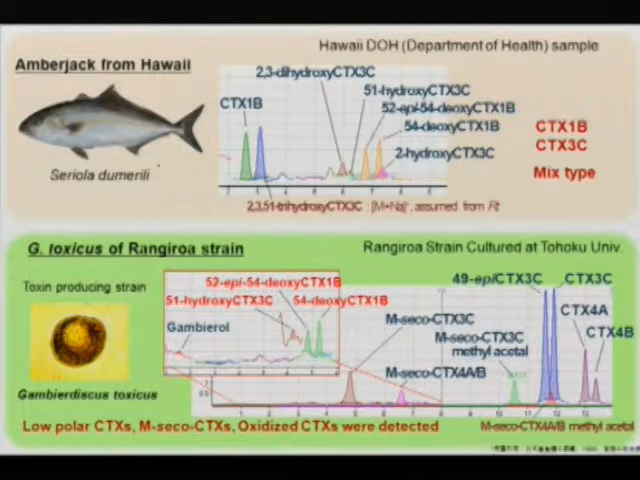 Hawaii DOH (Department of Health) sample
Amberjack from Hawaii
2,3-dihydroxyCTX3C
51-hydroxyCTX3C
CTX1B
52-epi-54-deoxyCTX1B
54-deoxyCTX1B
2-hydroxyCTX3C
CTX1B
CTX3C
Mix type
Seriola dumerili
2,3,51-trihydroxyCTX3C : [M+Na]+, assumed from Rt
G. toxicus of Rangiroa strain
Rangiroa Strain Cultured at Tohoku Univ.
Toxin producing strain
52-epi-54-deoxyCTX1B
51-hydroxyCTX3C
54-deoxyCTX1B
Gambierol
49-epiCTX3C
CTX3C
M-seco-CTX3C
CTX4A
M-seco-CTX3C
methyl acetal
CTX4B
M-seco-CTX4A/B
Gambierdiscus toxicus
Low polar CTXs, M-seco-CTXs, Oxidized CTXs were detected
M-seco-CTX4A/B methyl acetal